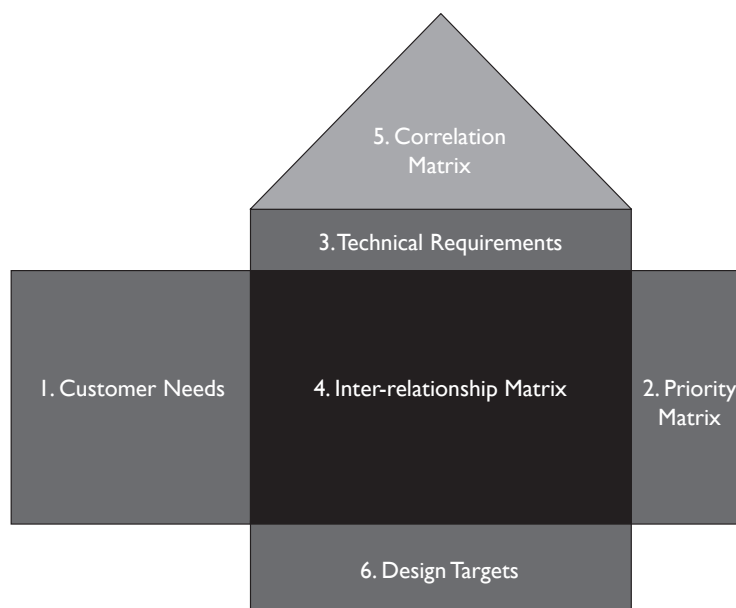 5. Correlation
Matrix
3. Technical Requirements
1. Customer Needs
4. Inter-relationship Matrix
2. Priority
Matrix
6. Design Targets